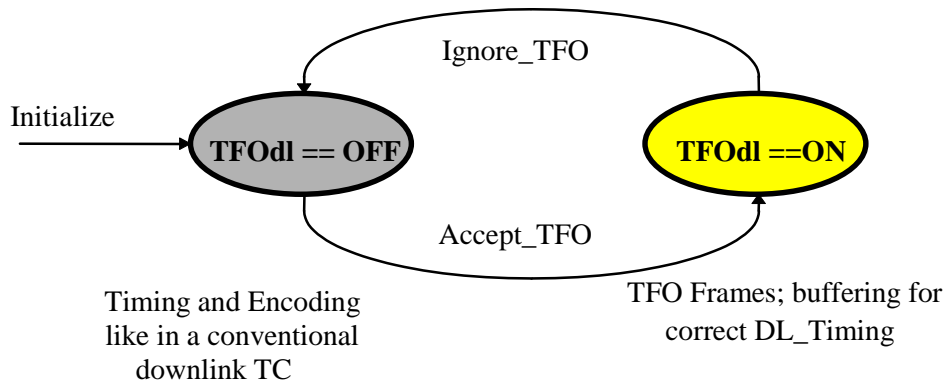 Ignore_TFO
Initialize
TFOdl == OFF
TFOdl ==ON
Accept_TFO
Timing and Encoding
like in a conventional
downlink TC
TFO Frames; buffering for
correct DL_Timing